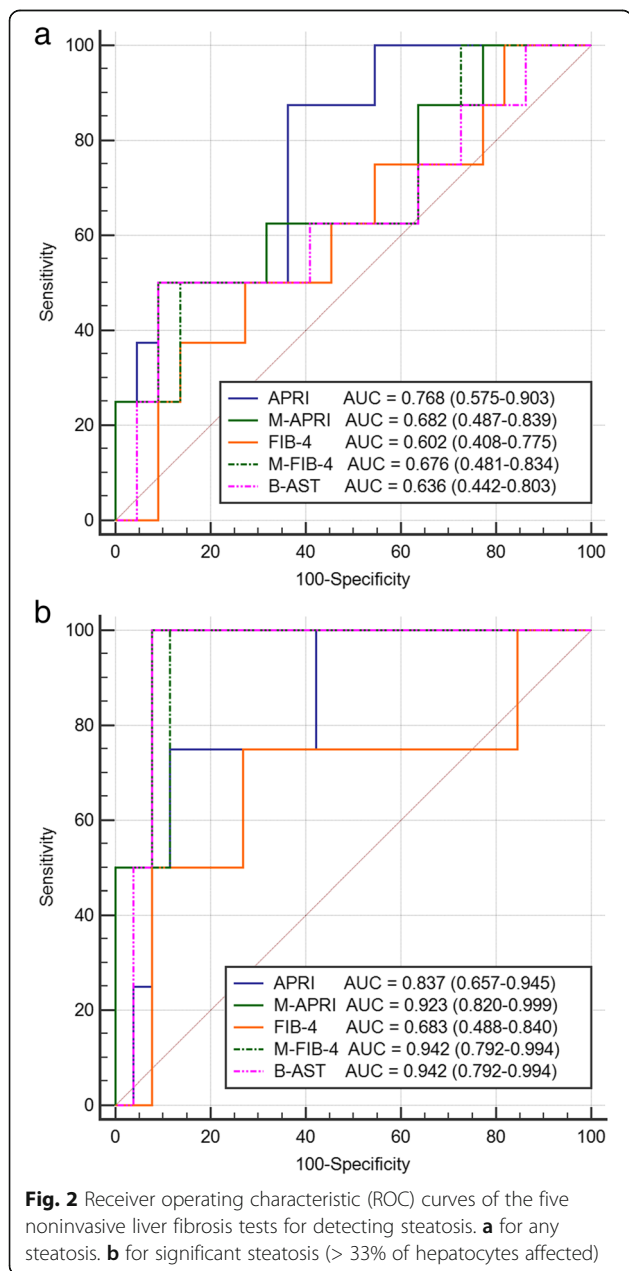 a
100
80
60
40
20
0
Sensitivity
APRI AUC = 0.768 (0.575-0.903)
M-APRI AUC = 0.682 (0.487-0.839)
FIB-4 AUC = 0.602 (0.408-0.775)
M-FIB-4 AUC = 0.676 (0.481-0.834)
B-AST AUC = 0.636 (0.442-0.803)
0 20 40 60 80 100
100-Specificity
b
100
80
60
40
20
0
Sensitivity
APRI AUC = 0.837 (0.657-0.945)
M-APRI AUC = 0.923 (0.820-0.999)
FIB-4 AUC = 0.683 (0.488-0.840)
M-FIB-4 AUC = 0.942 (0.792-0.994)
B-AST AUC = 0.942 (0.792-0.994)
0 20 40 60 80 100
100-Specificity
Fig. 2 Receiver operating characteristic (ROC) curves of the five
noninvasive liver fibrosis tests for detecting steatosis. a for any
steatosis. b for significant steatosis (> 33% of hepatocytes affected)